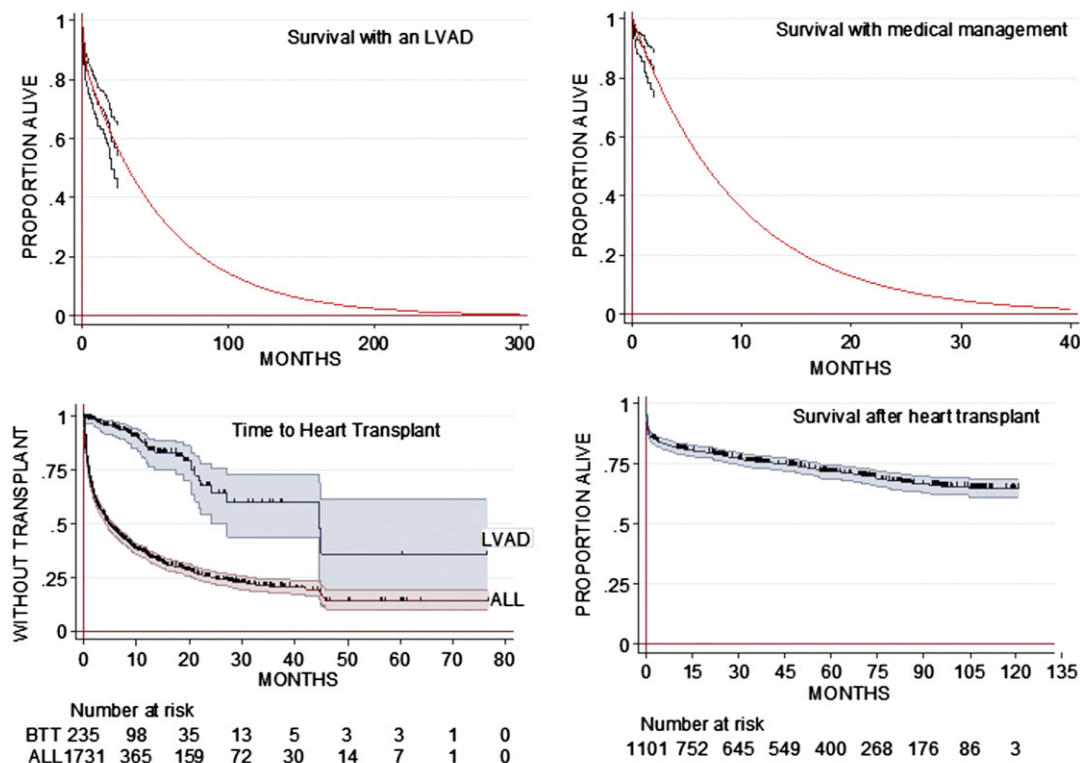 Survival with an LVAD
PROPORTION ALIVE
1
.8
.6
.4
.2
0
0 100 200 300
MONTHS
Survival with medical management
PROPORTION ALIVE
1
.8
.6
.4
.2
0
0 10 20 30 40
MONTHS
Time to Heart Transplant
WITHOUT TRANSPLANT
1
.75
.5
.25
0
LVAD
ALL
0 10 20 30 40 50 60 70 80
MONTHS
Number at risk
BTT 235 98 35 13 5 3 3 1 0
ALL 1731 365 159 72 30 14 7 1 0
Survival after heart transplant
PROPORTION ALIVE
1
.75
.5
.25
0
0 15 30 45 60 75 90 105 120 135
MONTHS
Number at risk
1101 752 645 549 400 268 176 86 3